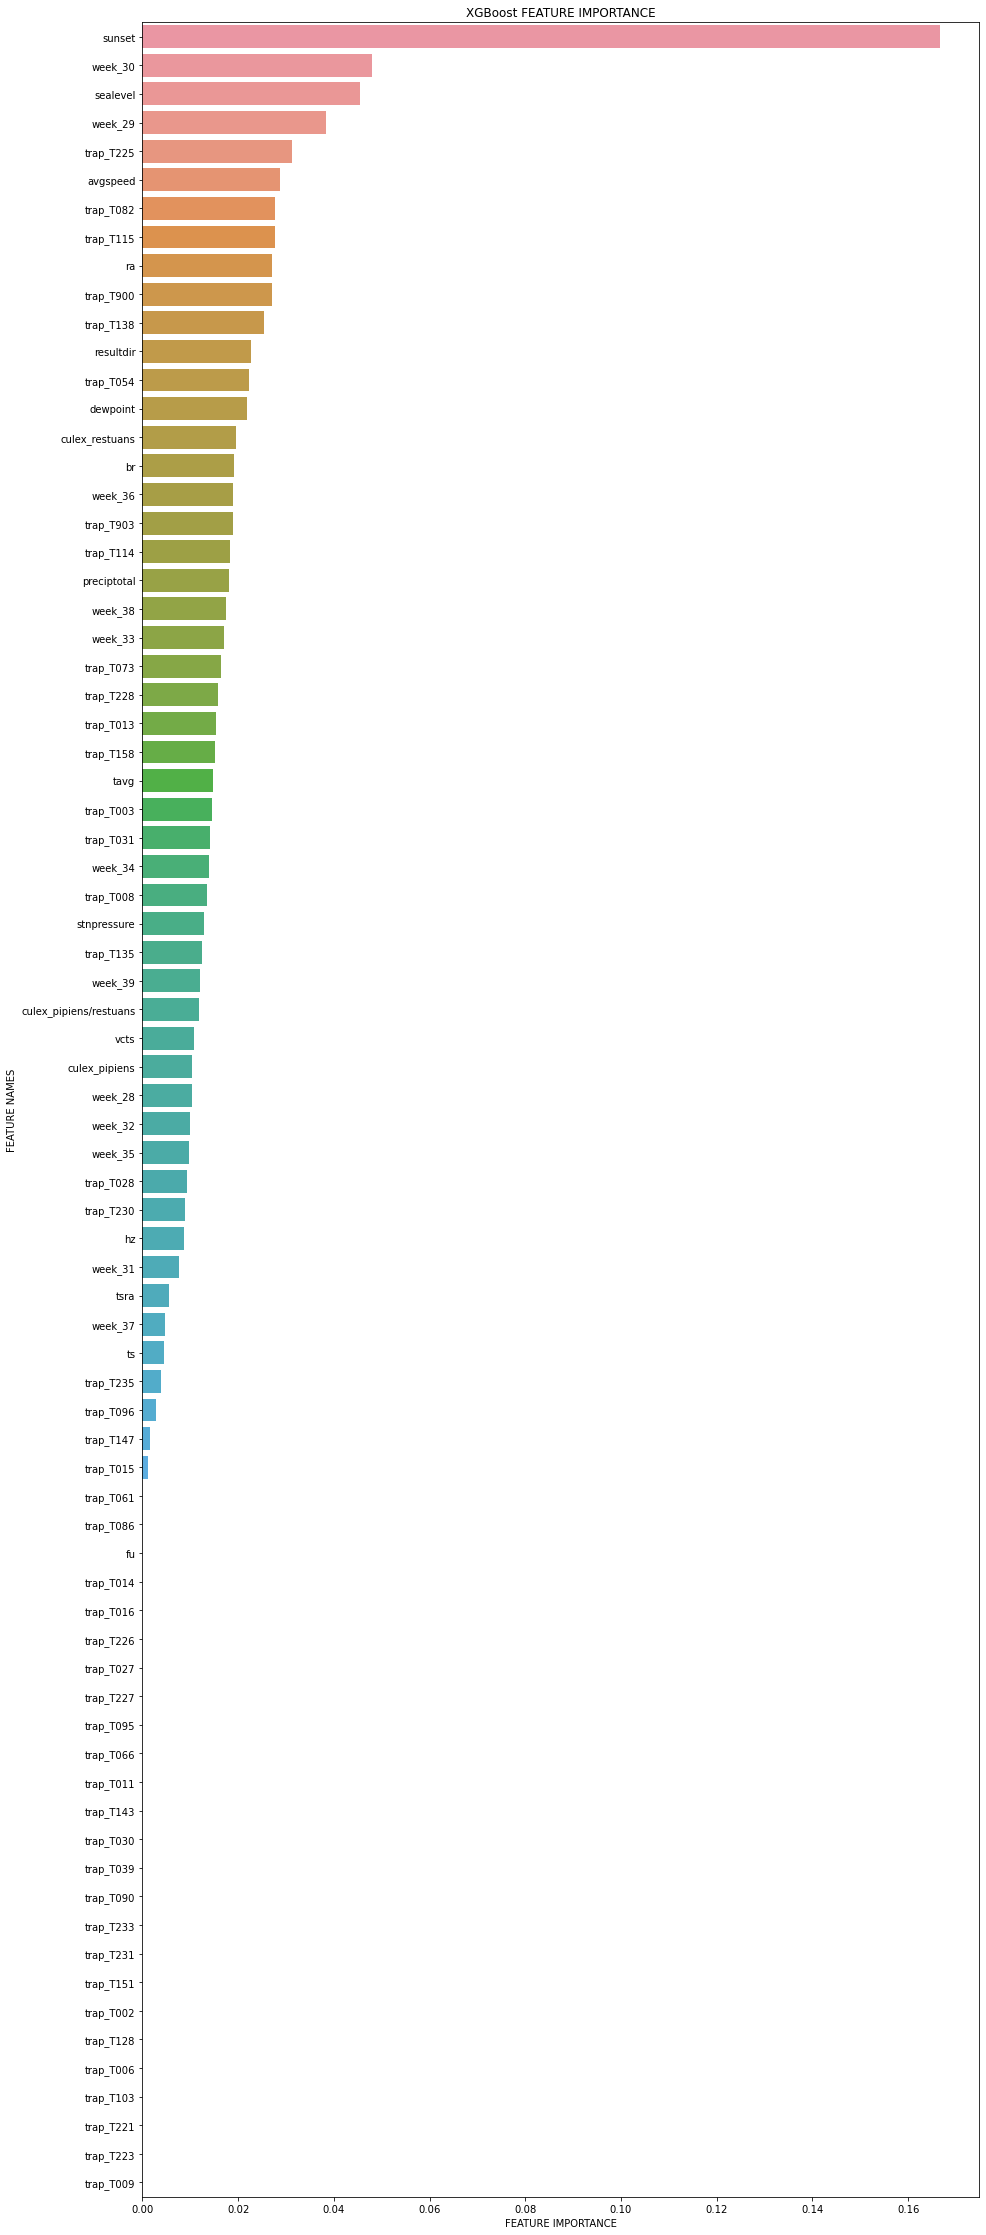 XGBoost FEATURE IMPORTANCE
sunset
week_30
sealevel
week_29
trap_T225
avgspeed
trap_T082
trap_T115
ra
trap_T900
trap_T138
resultdir
trap_T054
dewpoint
culex_restuans
br
week_36
trap_T903
trap_T114
preciptotal
week_38
week_33
trap_T073
trap_T228
trap_T013
trap_T158
tavg
trap_T003
trap_T031
week_34
trap_T008
stnpressure
trap_T135
week_39
culex_pipiens/restuans
vcts
culex_pipiens
week_28
week_32
week_35
trap_T028
trap_T230
hz
week_31
tsra
week_37
ts
trap_T235
trap_T096
trap_T147
trap_T015
trap_T061
trap_T086
fu
trap_T014
trap_T016
trap_T226
trap_T027
trap_T227
trap_T095
trap_T066
trap_T011
trap_T143
trap_T030
trap_T039
trap_T090
trap_T233
trap_T231
trap_T151
trap_T002
trap_T128
trap_T006
trap_T103
trap_T221
trap_T223
trap_T009
FEATURE NAMES
0.00 0.02 0.04 0.06 0.08 0.10 0.12 0.14 0.16
FEATURE IMPORTANCE